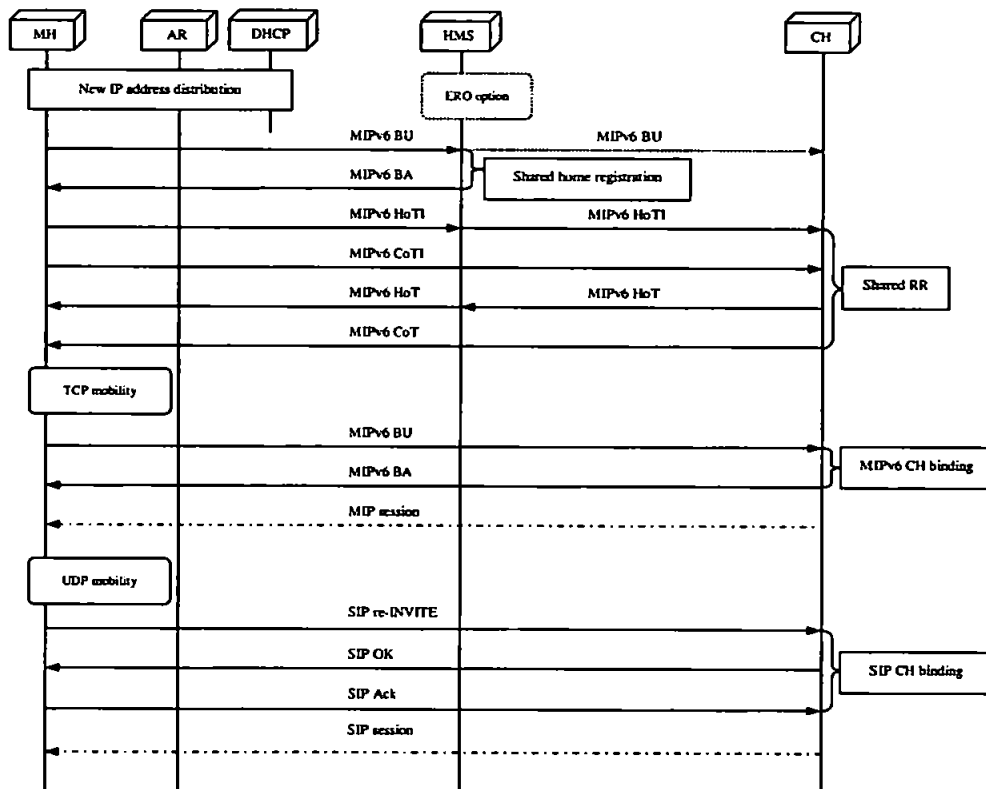 MH
AR
DHCP
HMS
CH
New IP address distribution
ERO option
MIPv6 BU
MIPv6 BU
MIPv6 BA
Shared home registration
MIPv6 HoTI
MIPv6 HoTI
MIPv6 CoTI
Shared RR
MIPv6 HoT
MIPv6 HoT
MIPv6 CoT
TCP mobility
MIPv6 BU
MIPv6 BA
MIPv6 CH binding
MIP session
UDP mobility
SIP re-INVITE
SIP OK
SIP CH binding
SIP Ack
SIP session